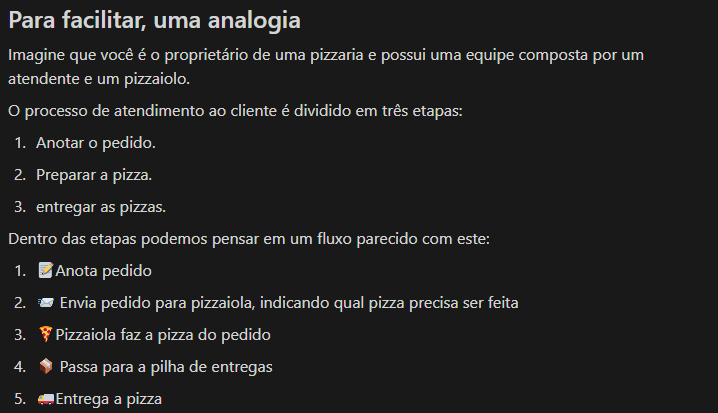 Para facilitar, uma analogia
Imagine que você é o proprietário de uma pizzaria e possui uma equipe composta por um
atendente e um pizzaiolo.
O processo de atendimento ao cliente é dividido em três etapas:
1. Anotar o pedido.
2. Preparar a pizza.
3. entregar as pizzas.
Dentro das etapas podemos pensar em um fluxo parecido com este:
1. 📝Anota pedido
2. 📨 Envia pedido para pizzaiola, indicando qual pizza precisa ser feita
3. 🍕Pizzaiola faz a pizza do pedido
4. 📦 Passa para a pilha de entregas
5. 🚚Entrega a pizza